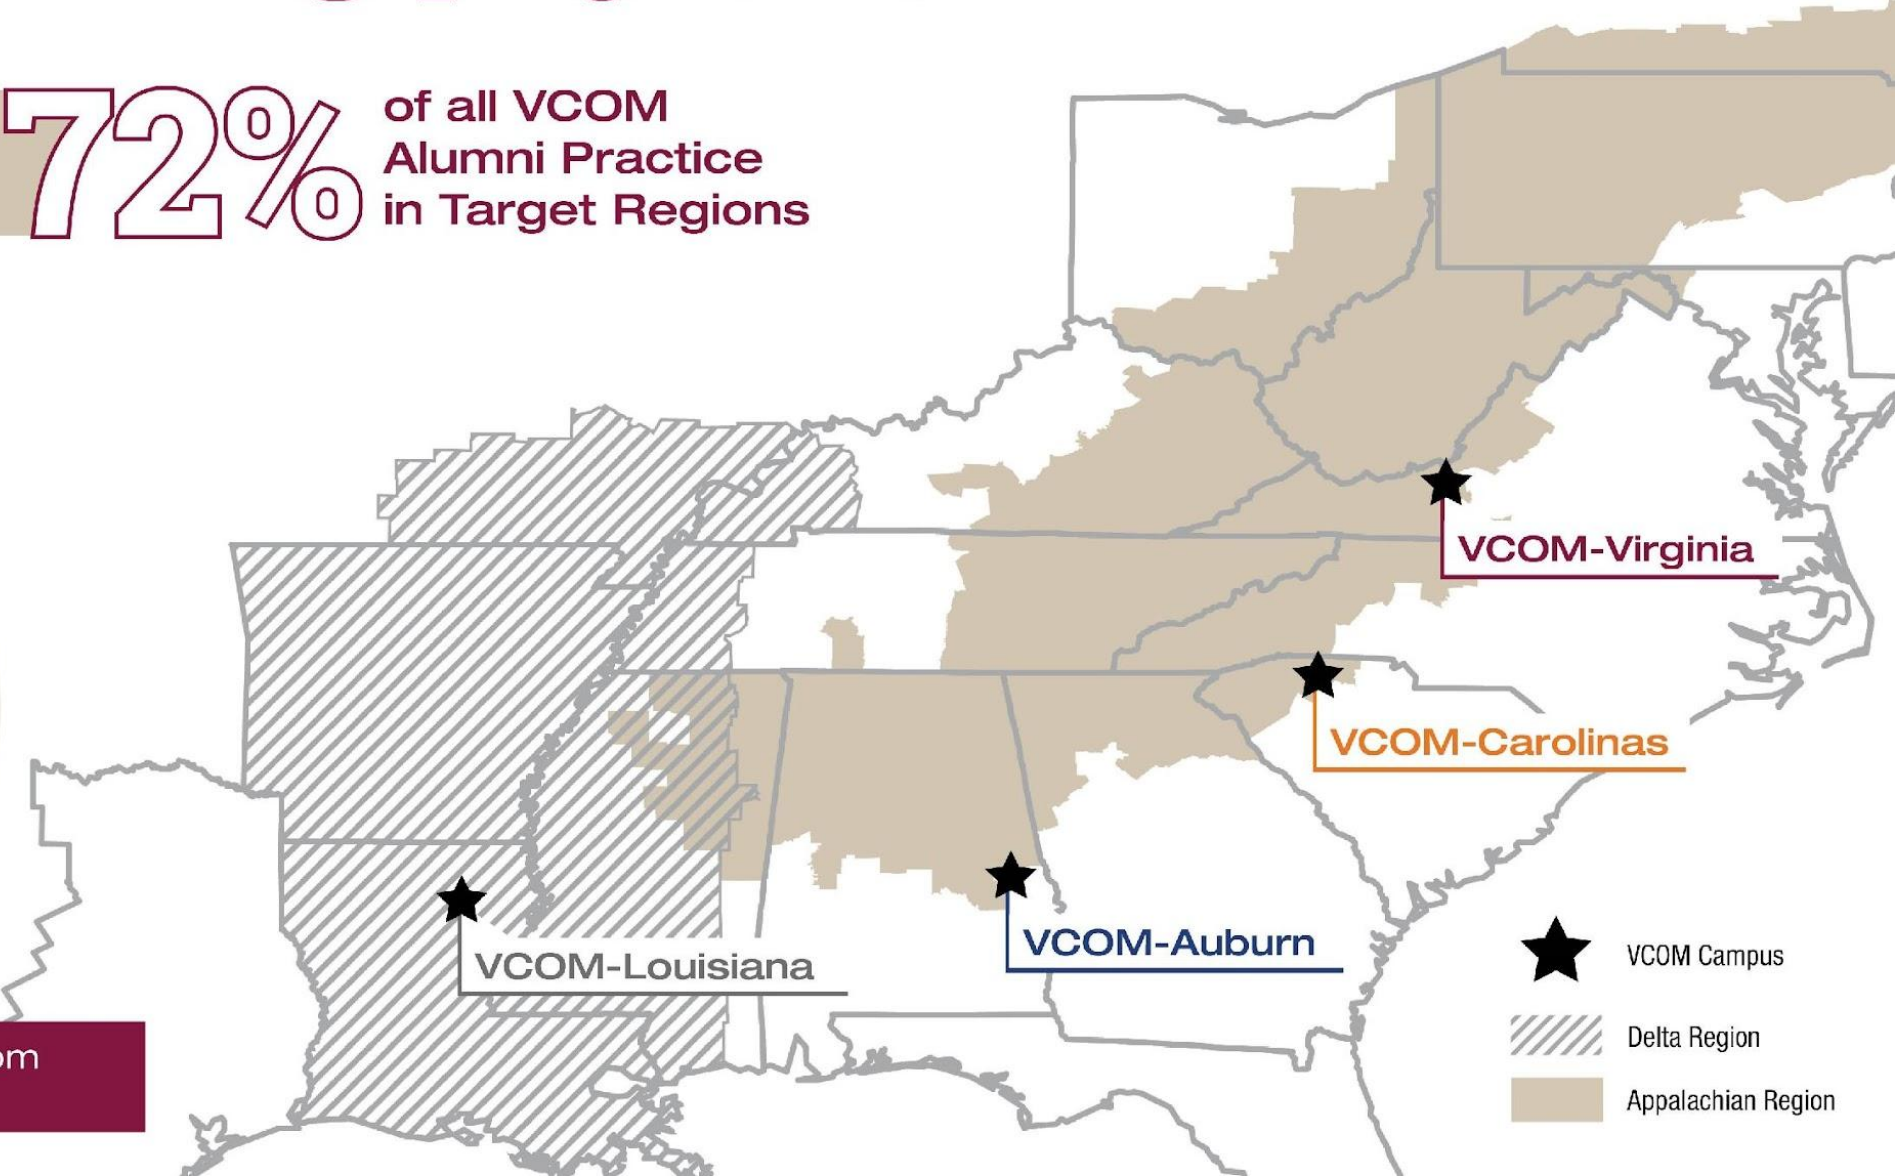 72%
of all VCOM
Alumni Practice
in Target Regions
VCOM-Virginia
VCOM-Carolinas
VCOM-Auburn
VCOM-Louisiana
VCOM Campus
Delta Region
Appalachian Region
om